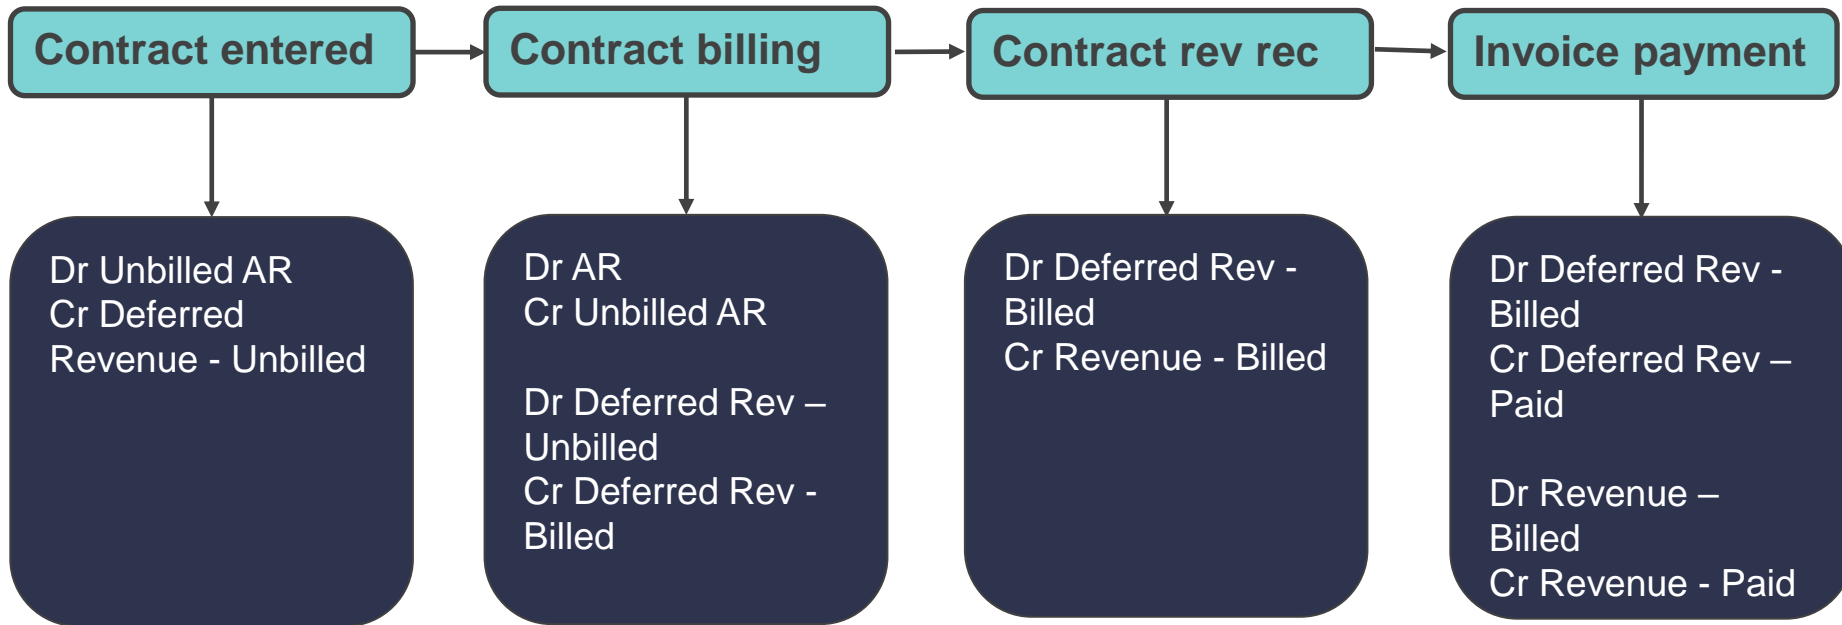 Contract entered
Contract billing
Contract rev rec
Invoice payment
Dr Unbilled AR
Cr Deferred
Revenue - Unbilled
Dr AR
Cr Unbilled AR
Dr Deferred Rev –
Unbilled
Cr Deferred Rev -
Billed
Dr Deferred Rev -
Billed
Cr Revenue - Billed
Dr Deferred Rev -
Billed
Cr Deferred Rev –
Paid
Dr Revenue –
Billed
Cr Revenue - Paid